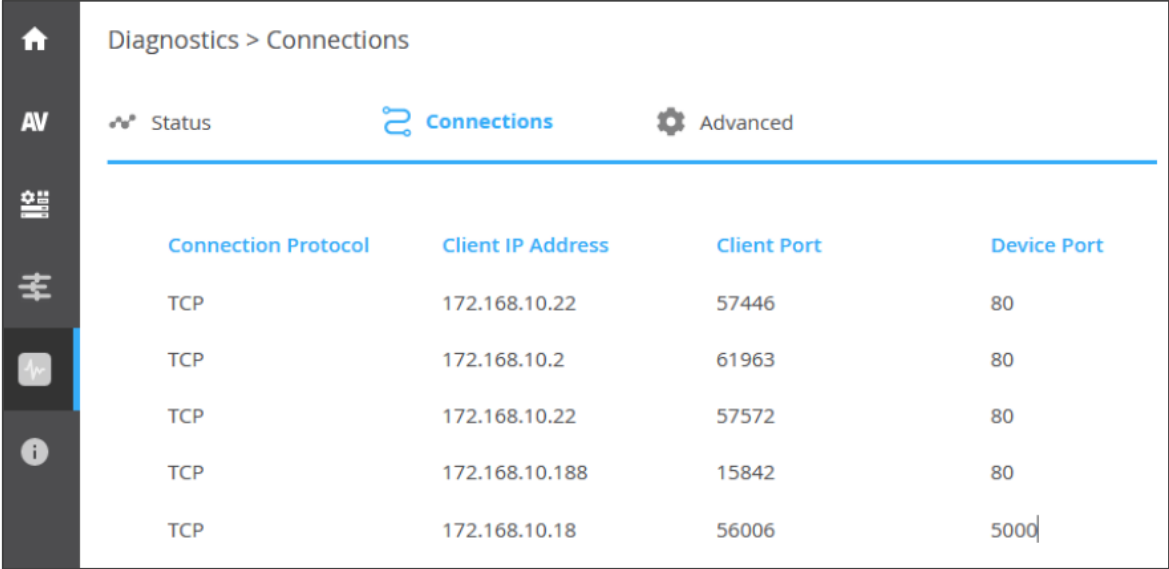 Diagnostics > Connections
AV
Status Connections Advanced
Connection Protocol Client IP Address Client Port Device Port
TCP 172.168.10.22 57446 80
TCP 172.168.10.2 61963 80
TCP 172.168.10.22 57572 80
TCP 172.168.10.188 15842 80
TCP 172.168.10.18 56006 5000